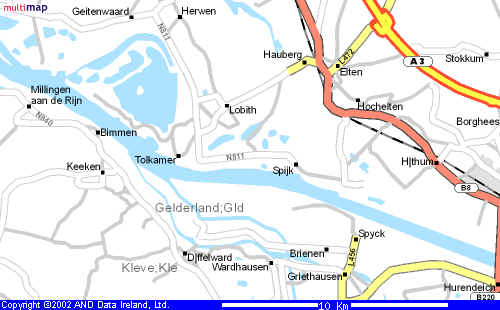 multimap
Geitenwaard
Herwen
N811
Hauberg
L472
Elten
A 3
Stokkum
Millingen
aan de Rijn
Lobith
Hochelten
N840
Bimmen
Borghees
Tolkamer
N811
Keeken
Spijk
H|thum
B8
Gelderland;Gld
Spyck
Kleve;Kle
D|ffelward
Brienen
L456
Wardhausen
Griethausen
Hurendeich
B220
Copyright ©2002 AND Data Ireland, Ltd.
10 Km